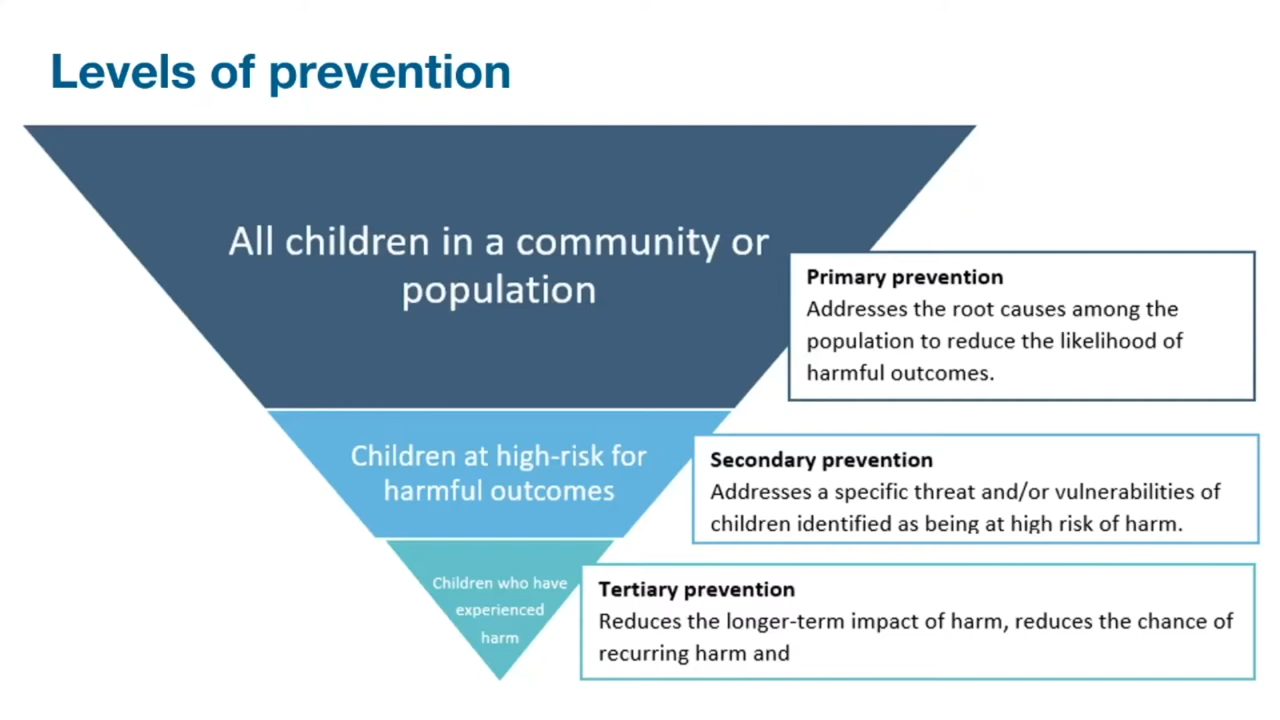 Levels of prevention
All children in a community or
population
Primary prevention
Addresses the root causes among the
population to reduce the likelihood of
harmful outcomes.
Children at high-risk for
harmful outcomes
Secondary prevention
Addresses a specific threat and/or vulnerabilities of
children identified as being at high risk of harm.
Children who have
experienced
harm
Tertiary prevention
Reduces the longer-term impact of harm, reduces the chance of
recurring harm and